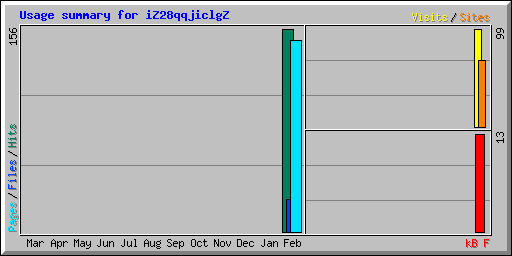 Usage summary for iZ28qqjiclgZ
Visits/Sites
156
99
Pages/Files/Hits
13
Mar Apr May Jun Jul Aug Sep Oct Nov Dec Jan Feb
kB F